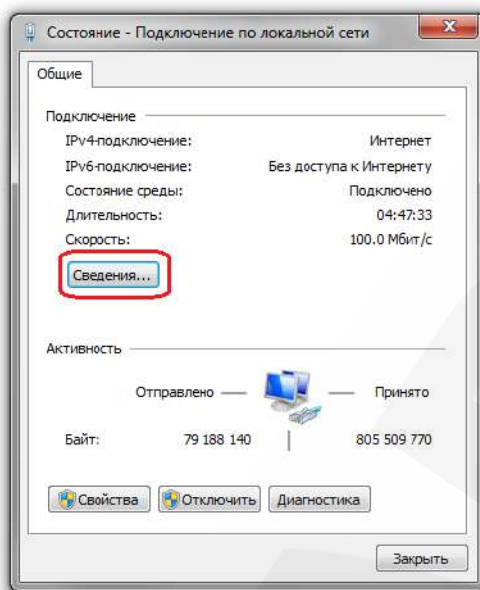 Состояние - Подключение по локальной сети
Общие
Подключение
IPv4-подключение: Интернет
IPv6-подключение: Без доступа к Интернету
Состояние среды: Подключено
Длительность: 04:47:33
Скорость: 100.0 Мбит/с
Сведения...
Активность
Отправлено Принято
Байт: 79 188 140 805 509 770
Свойства Отключить Диагностика
Закрыть